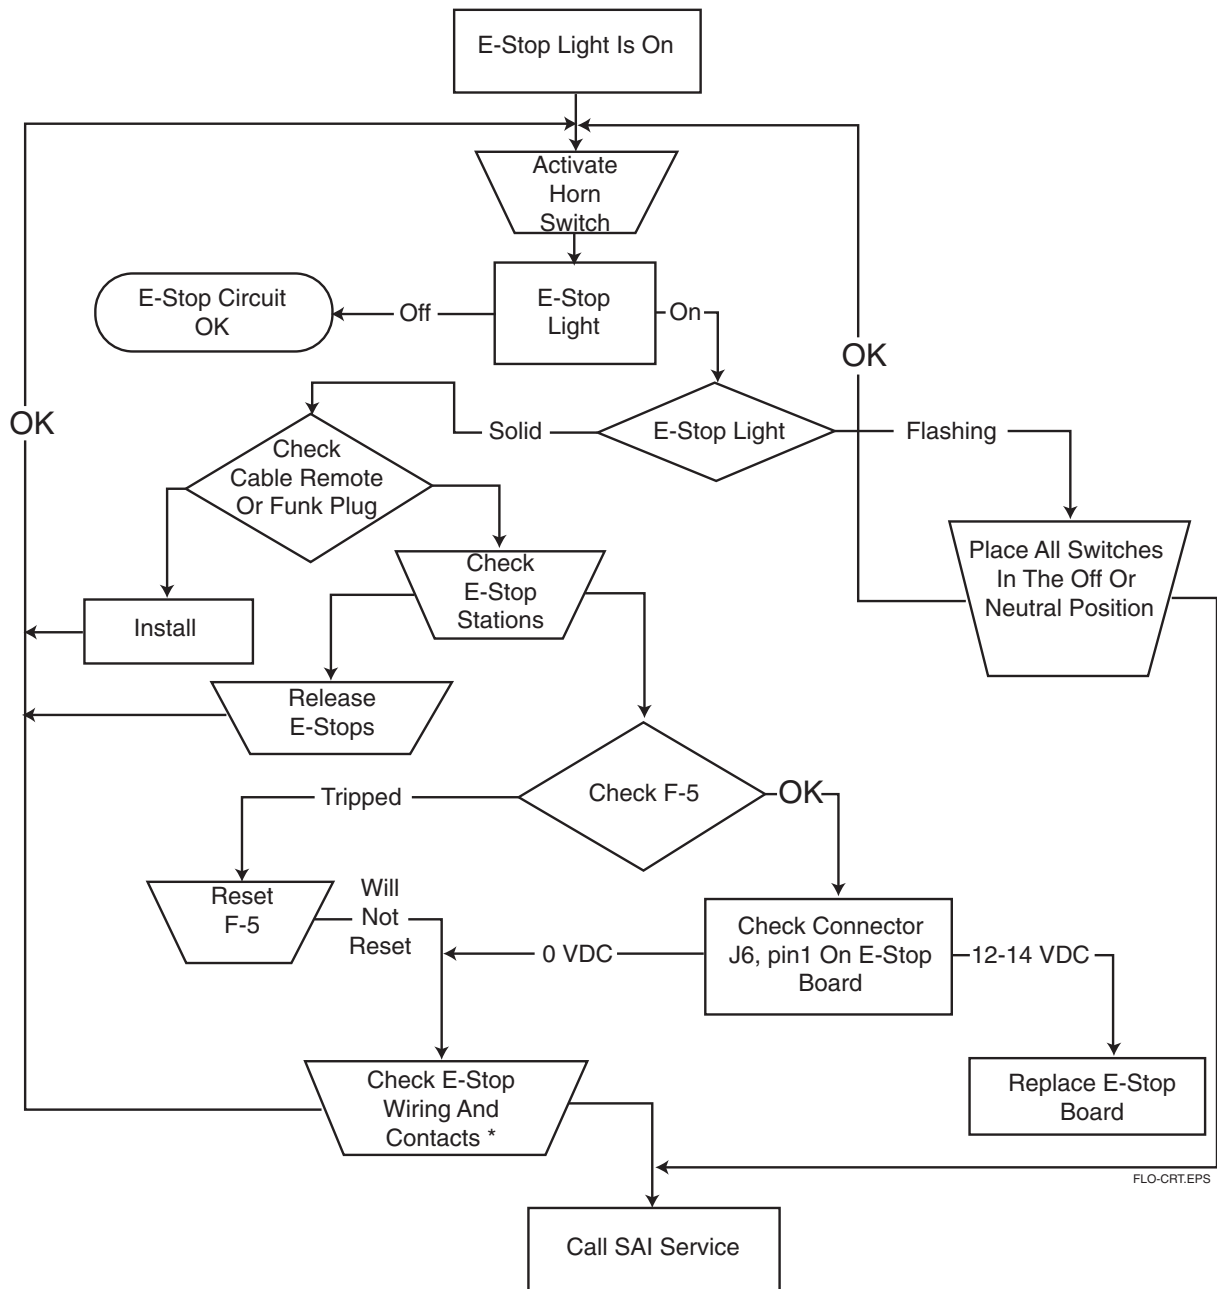 E-Stop Light Is On
Activate
Horn
Switch
E-Stop Circuit
OK
Off
E-Stop
Light
On
OK
OK
Solid
E-Stop Light
Flashing
Check
Cable Remote
Or Funk Plug
Check
E-Stop
Stations
Place All Switches
In The Off Or
Neutral Position
Install
Release
E-Stops
Tripped
Check F-5
OK
Reset
F-5
Will
Not
Reset
0 VDC
Check Connector
J6, pin1 On E-Stop
Board
12-14 VDC
Check E-Stop
Wiring And
Contacts *
Replace E-Stop
Board
FLO-CRT.EPS
Call SAI Service